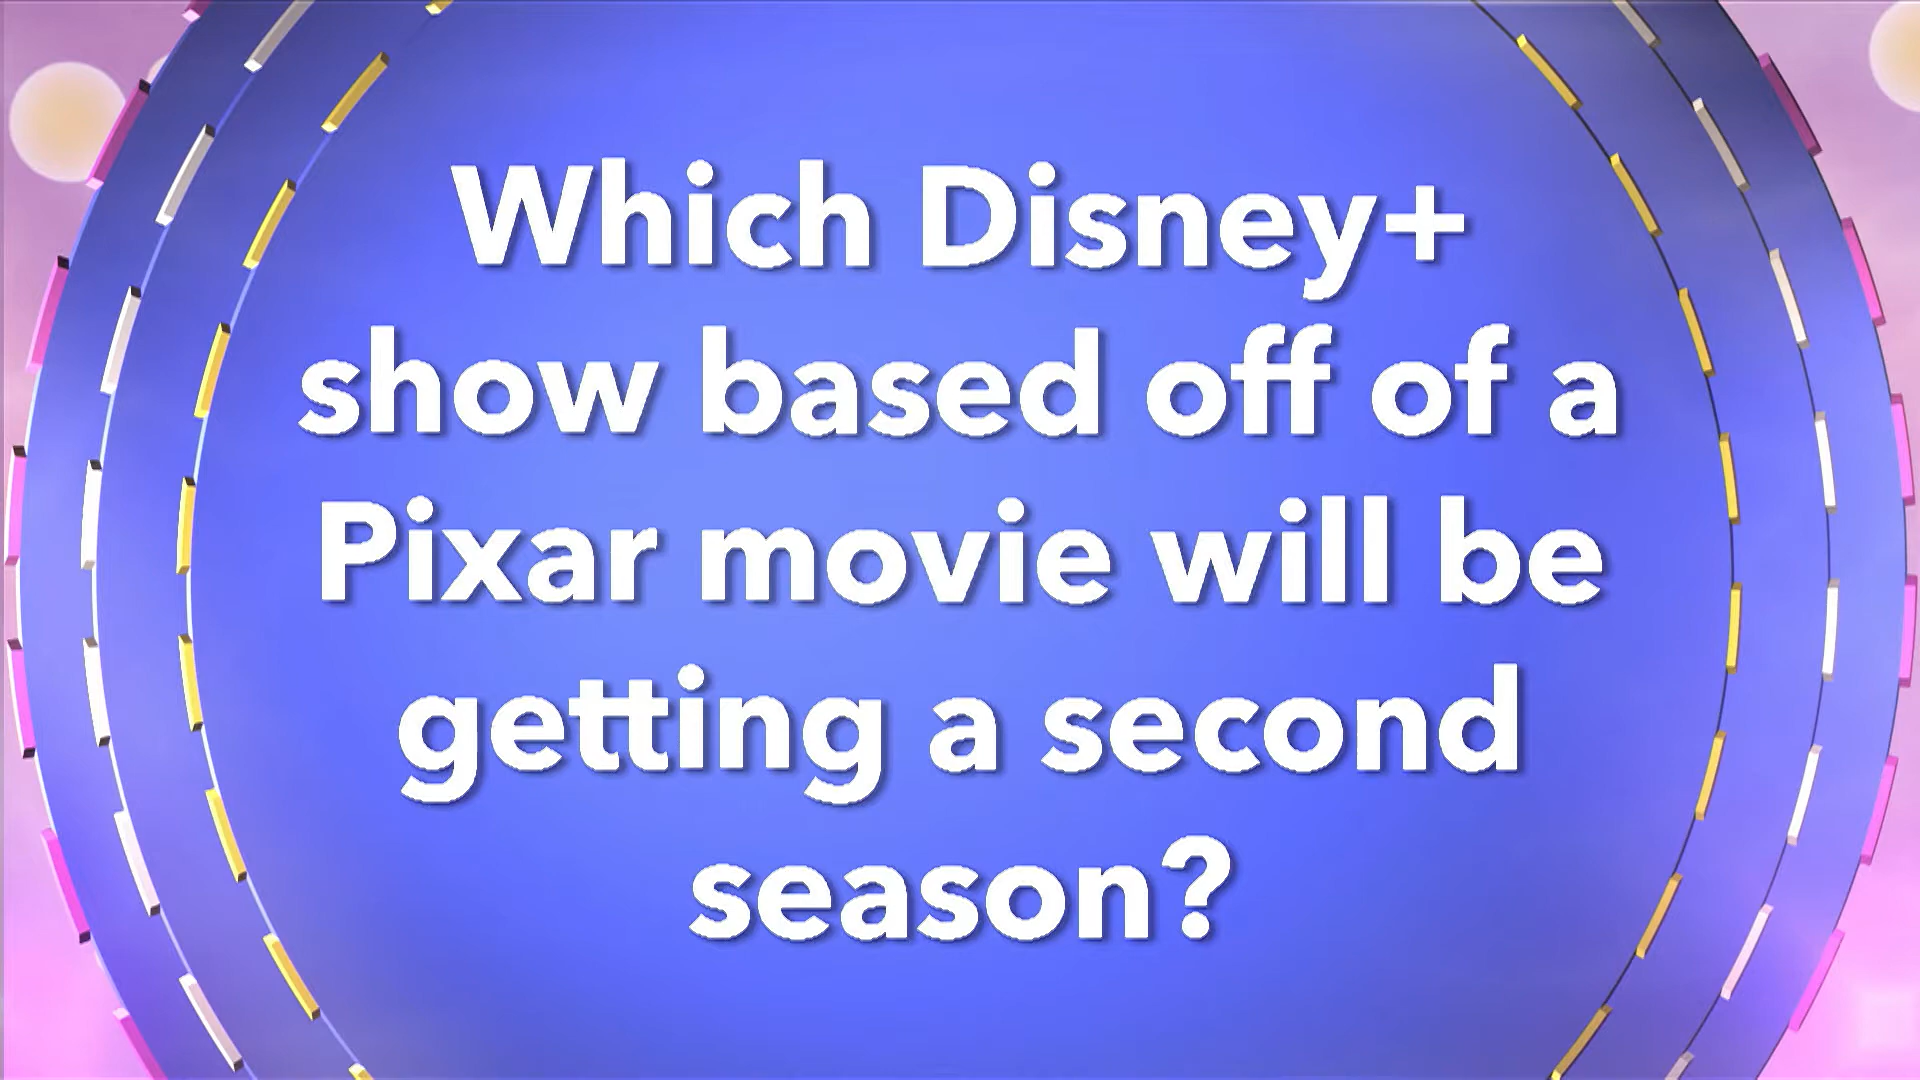 Which Disney+
show based off of a
Pixar movie will be
getting a second
season?